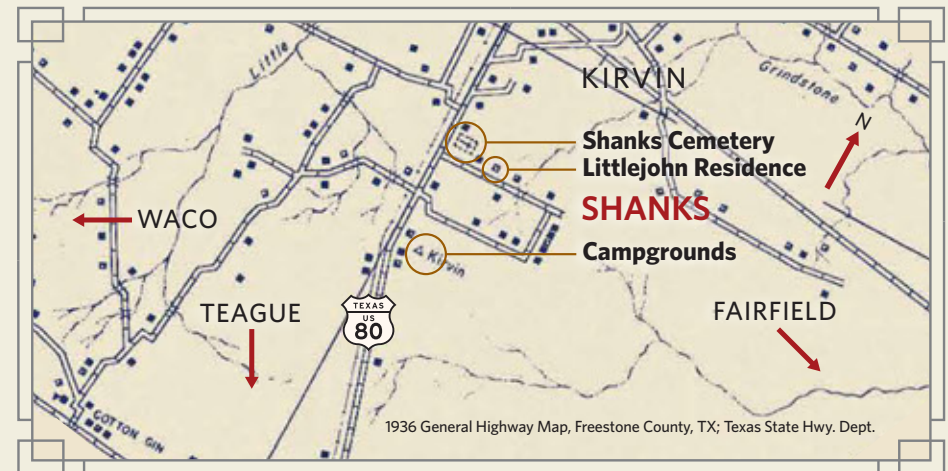 Little
KIRVIN
Grindstone
N
Shanks Cemetery
Littlejohn Residence
SHANKS
WACO
Campgrounds
Kirvin
TEAGUE
TEXAS
US
80
FAIRFIELD
COTTON GIN
1936 General Highway Map, Freestone County, TX; Texas State Hwy. Dept.